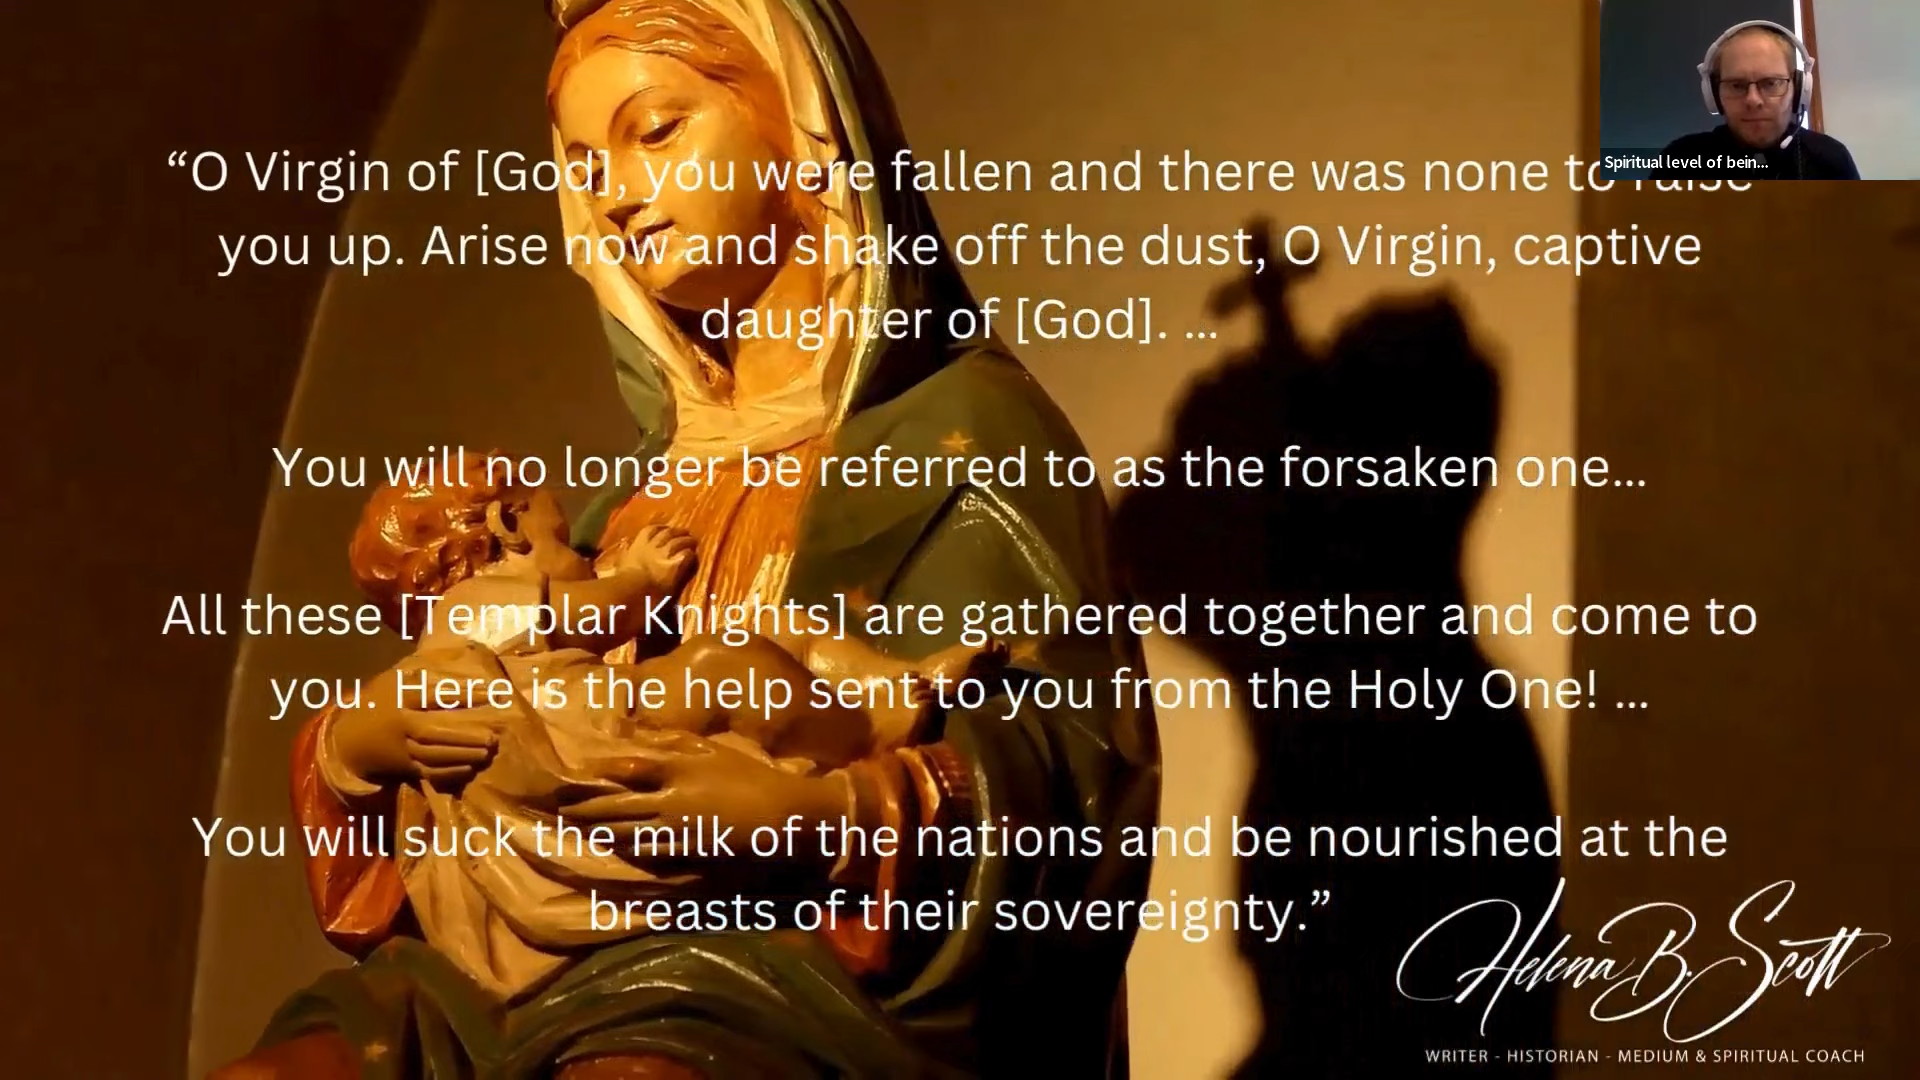 “O Virgin of [God], you were fallen and there was none to raise
you up. Arise now and shake off the dust, O Virgin, captive
daughter of [God]. ...
You will no longer be referred to as the forsaken one...
All these [Templar Knights] are gathered together and come to
you. Here is the help sent to you from the Holy One! ...
You will suck the milk of the nations and be nourished at the
breasts of their sovereignty.”
Spiritual level of bein...
Helena B. Scott
WRITER - HISTORIAN - MEDIUM & SPIRITUAL COACH